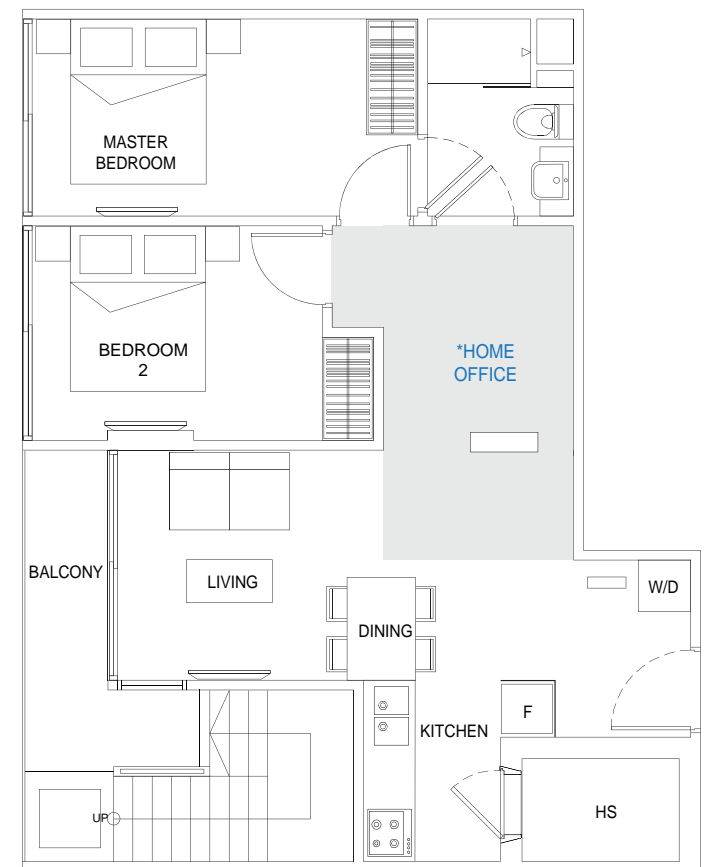 MASTER
BEDROOM
BEDROOM
2
*HOME
OFFICE
BALCONY
LIVING
W/D
DINING
F
KITCHEN
HS
UP